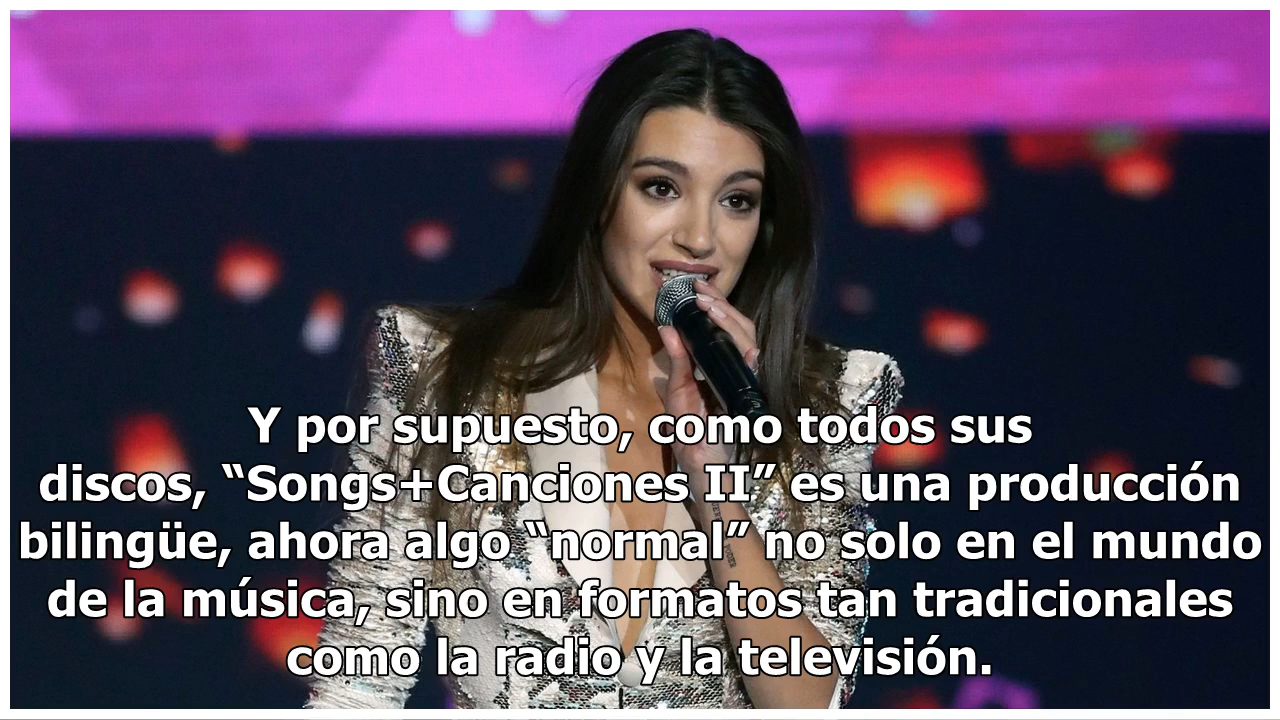 Y por supuesto, como todos sus
discos, “Songs+Canciones II” es una producción
bilingüe, ahora algo “normal” no solo en el mundo
de la música, sino en formatos tan tradicionales
como la radio y la televisión.